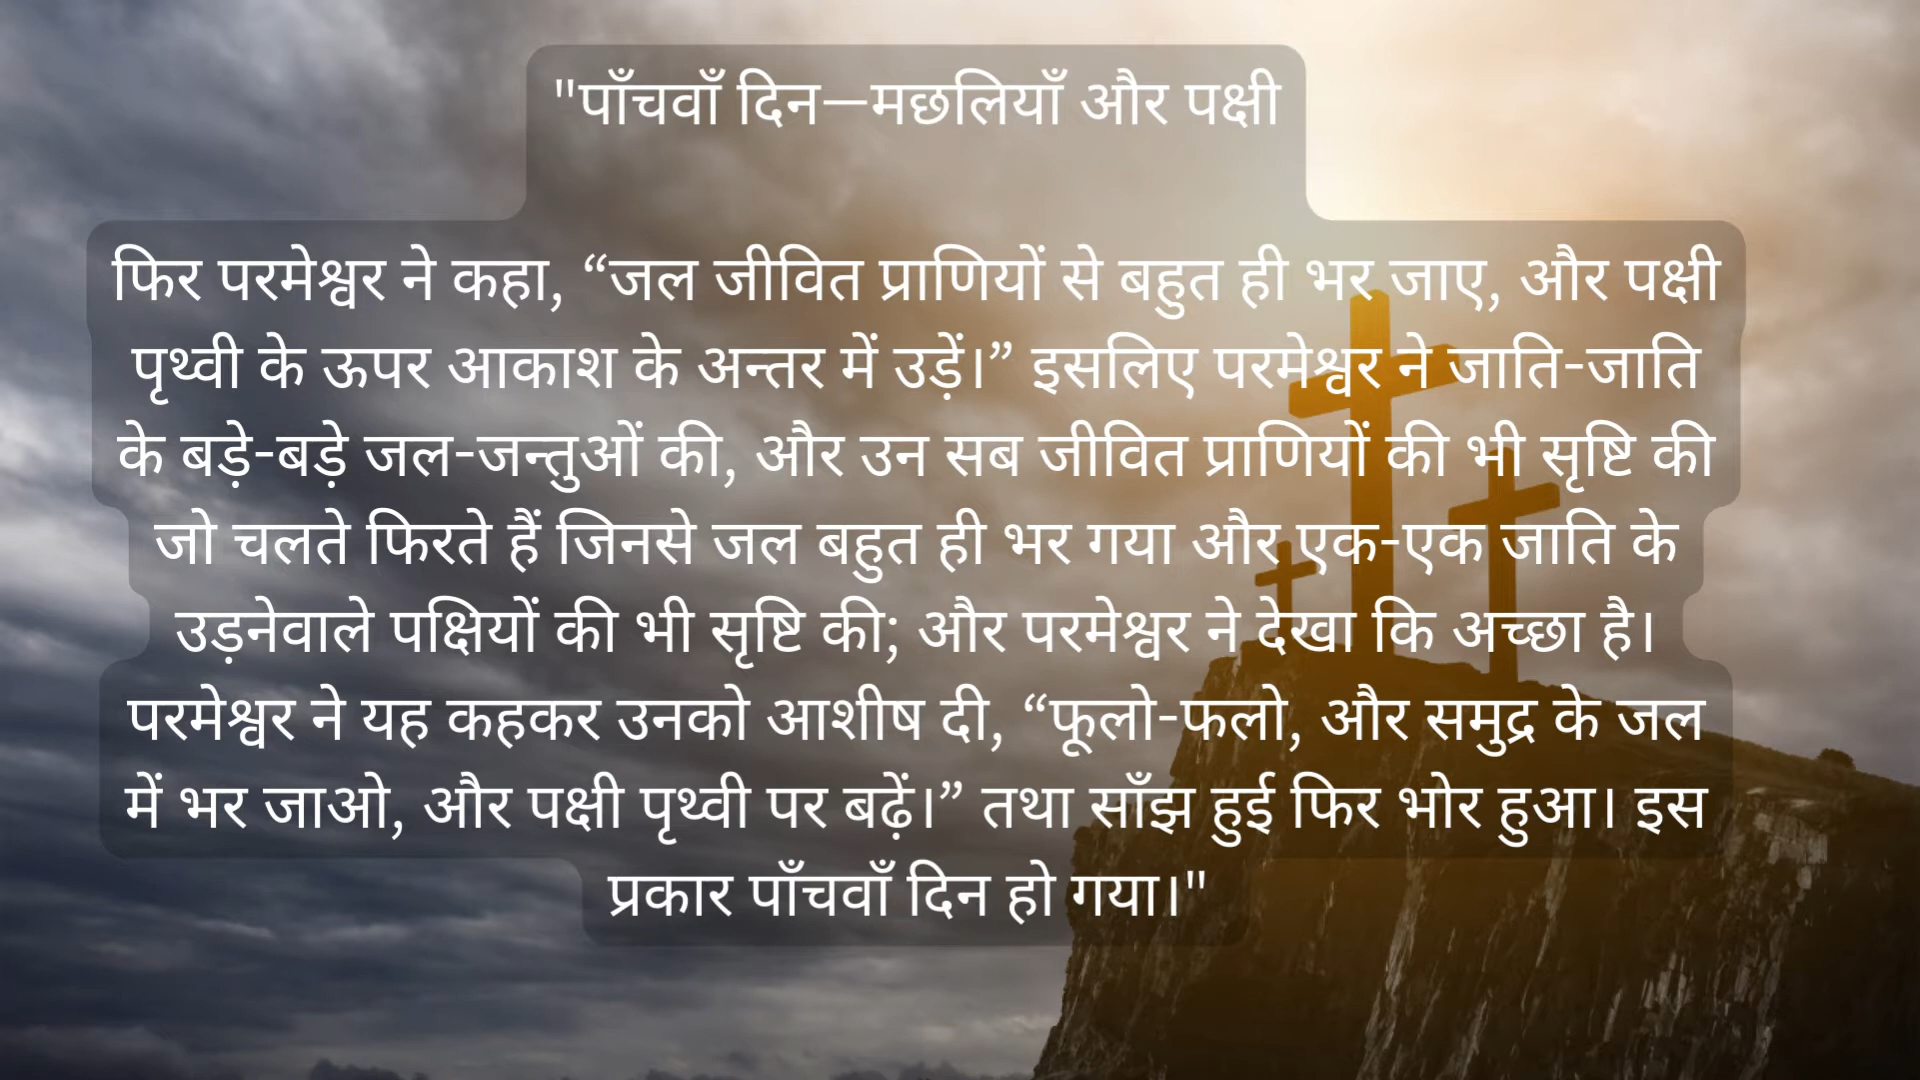 "पाँचवाँ दिन—मछलियाँ और पक्षी
फिर परमेश्वर ने कहा, “जल जीवित प्राणियों से बहुत ही भर जाए, और पक्षी
पृथ्वी के ऊपर आकाश के अन्तर में उड़ें।” इसलिए परमेश्वर ने जाति-जाति
के बड़े-बड़े जल-जन्तुओं की, और उन सब जीवित प्राणियों की भी सृष्टि की
जो चलते फिरते हैं जिनसे जल बहुत ही भर गया और एक-एक जाति के
उड़नेवाले पक्षियों की भी सृष्टि की; और परमेश्वर ने देखा कि अच्छा है।
परमेश्वर ने यह कहकर उनको आशीष दी, “फूलो-फलो, और समुद्र के जल
में भर जाओ, और पक्षी पृथ्वी पर बढ़ें।” तथा साँझ हुई फिर भोर हुआ। इस
प्रकार पाँचवाँ दिन हो गया।"